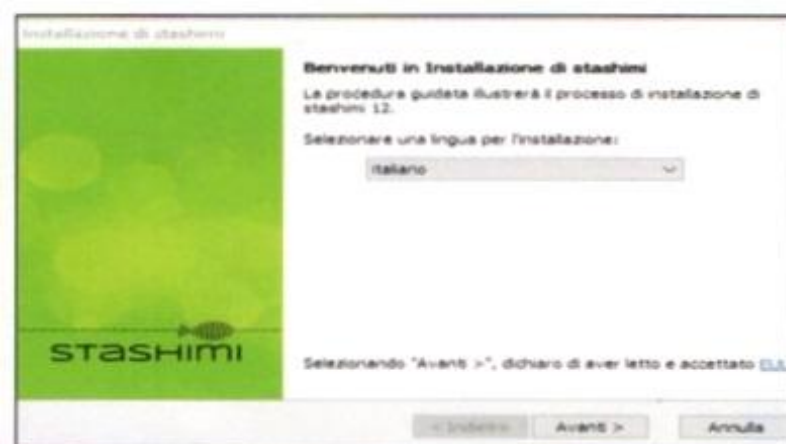 Installazione di stashimi
Benvenuti in Installazione di stashimi
La procedura guidata illustrerà il processo di installazione di
stashimi 12.
Selezionare una lingua per l'installazione:
Italiano
STASHIMI
Selezionando "Avanti >", dichiaro di aver letto e accettato
< Indietro
Avanti >
Annulla